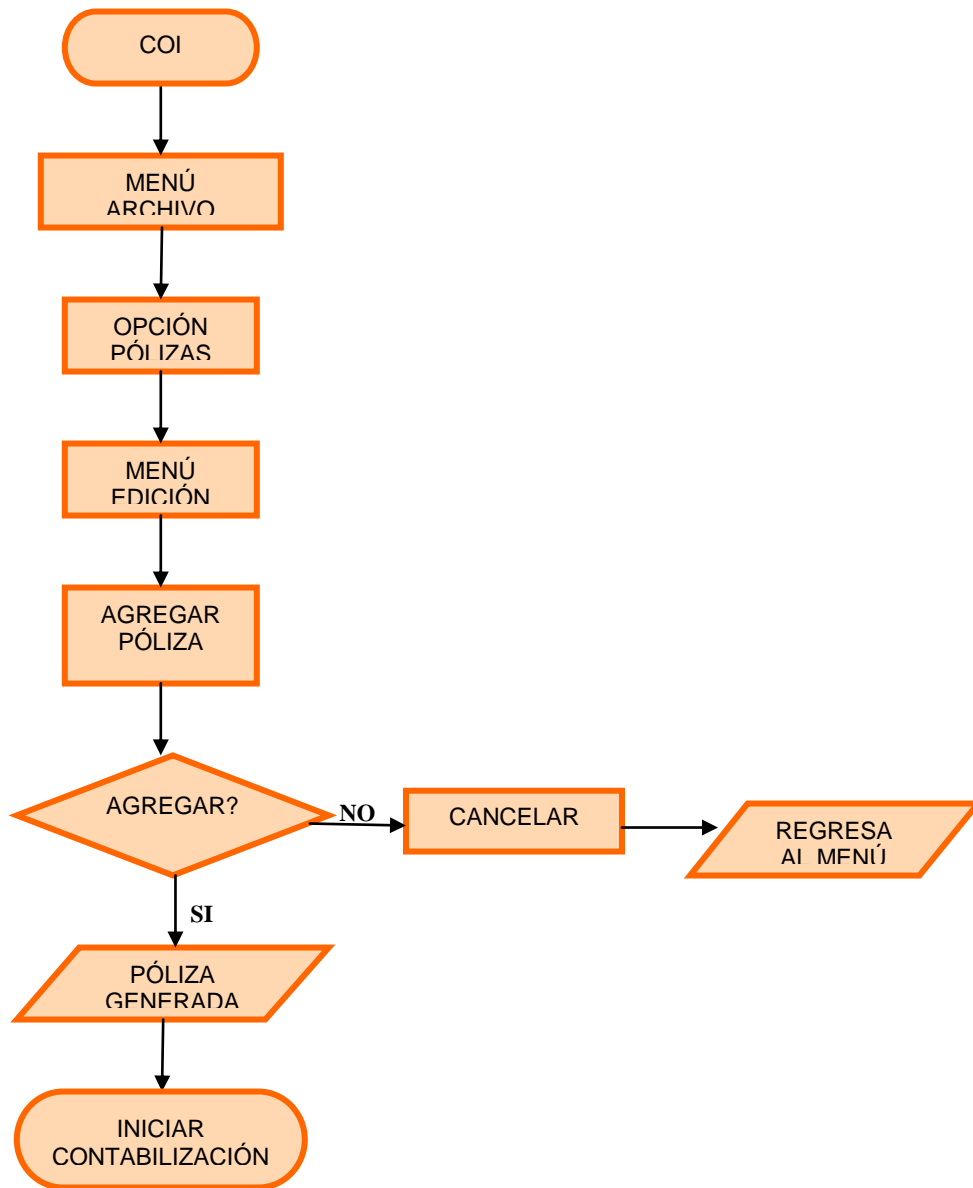 COI
MENÚ
ARCHIVO
OPCIÓN
PÓLIZAS
MENÚ
EDICIÓN
AGREGAR
PÓLIZA
AGREGAR?
NO
CANCELAR
REGRESA
AL MENÚ
SI
PÓLIZA
GENERADA
INICIAR
CONTABILIZACIÓN